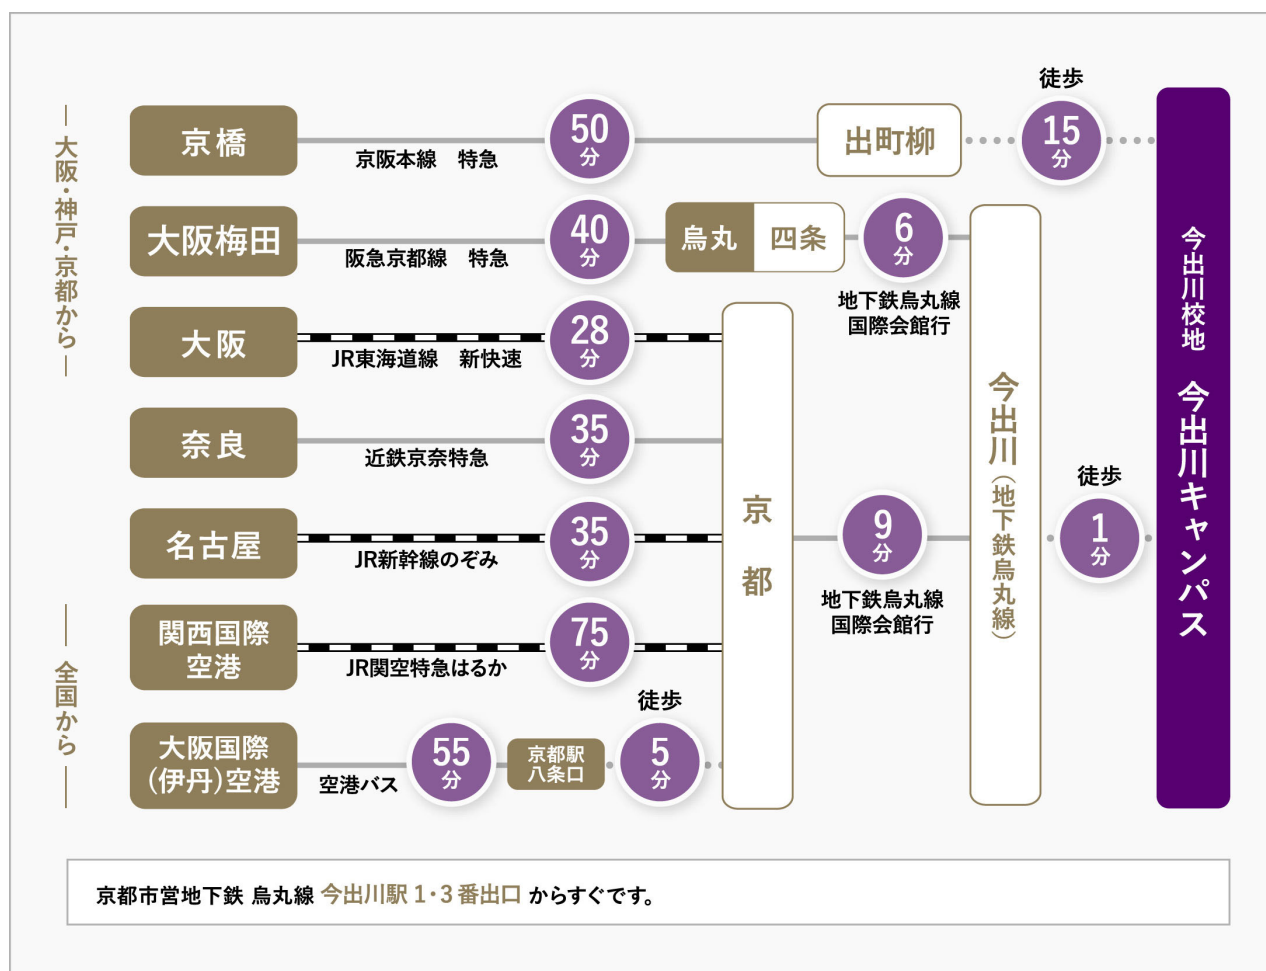 大阪・神戸・京都から
京橋
京阪本線　特急
50
分
出町柳
徒歩
15
分
大阪梅田
阪急京都線　特急
40
分
烏丸
四条
6
分
地下鉄烏丸線
国際会館行
大阪
JR東海道線　新快速
28
分
奈良
近鉄京奈特急
35
分
名古屋
JR新幹線のぞみ
35
分
全国から
関西国際
空港
JR関空特急はるか
75
分
大阪国際
(伊丹)空港
空港バス
55
分
京都駅
八条口
徒歩
5
分
京都
9
分
地下鉄烏丸線
国際会館行
今出川(地下鉄烏丸線)
徒歩
1
分
今出川校地　今出川キャンパス
京都市営地下鉄 烏丸線 今出川駅 1・3 番出口 からすぐです。